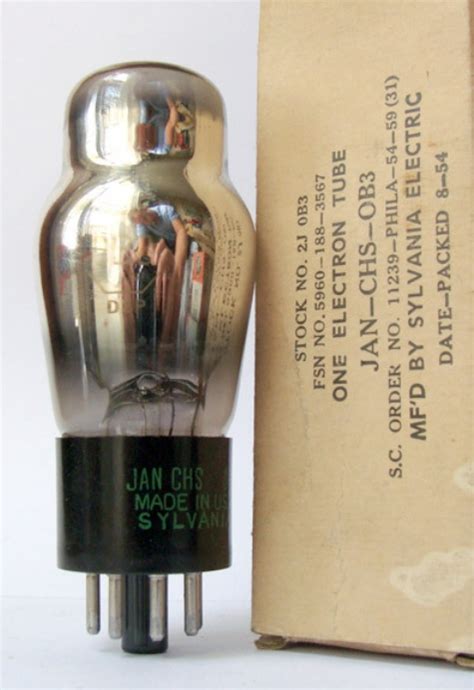 JAN CHS
MADE IN US
SYLVANIA
STOCK NO. 2J 0B3
FSN NO. 5960-188-3567
ONE ELECTRON TUBE
JAN-CHS-OB3
S.C. ORDER NO. 11239-PHILA-54-59 (31)
MF'D BY SYLVANIA ELECTRIC
DATE-PACKED 8-54